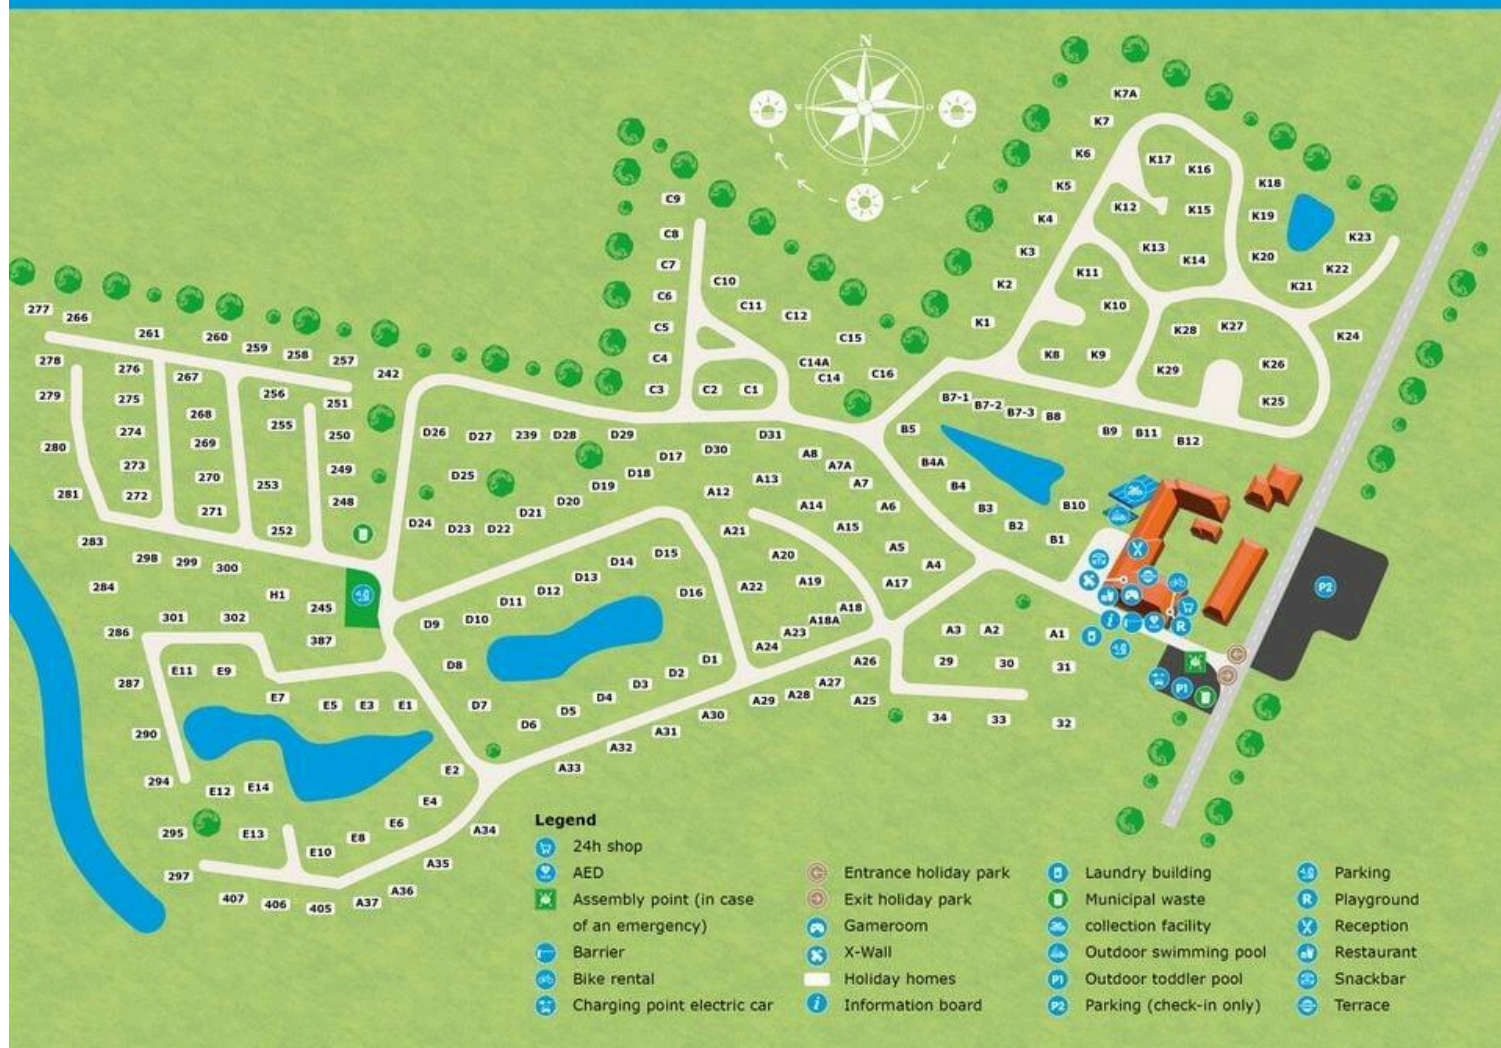 N
W
O
Z
K7A
K7
K6
K17
K16
K5
K18
C9
K12
K15
K19
K4
C8
K3
K13
K14
K20
K23
C7
K11
K22
C10
K2
K21
C6
C11
K10
277
266
C12
K1
K28
K27
261
260
C5
C15
K24
259
258
257
C4
C14A
K8
K9
K29
K26
278
276
267
242
C14
C16
279
275
256
251
C3
C2
C1
B7-1
B7-2
B7-3
B8
K25
268
255
250
D26
D27
239
D28
D29
D31
B5
B9
B11
B12
274
269
280
D30
A8
273
270
253
249
D25
D17
A7A
B4A
D18
A13
A7
B4
281
272
271
248
D19
A12
D20
A14
A6
B3
B10
D21
D24
D23
D22
A21
A15
B2
252
283
A5
B1
298
299
300
D15
A20
A4
D14
284
D13
A22
A19
A17
H1
245
D12
D16
D11
A18
301
302
D9
D10
A18A
286
387
A23
A3
A2
A1
A24
E11
E9
D8
D1
A26
29
30
31
287
D2
E7
D3
A27
E5
E3
E1
D7
D4
A29
A28
A25
D5
A30
34
33
32
290
D6
A31
A32
294
E12
E14
E2
A33
E4
295
E13
E6
A34
E8
E10
297
A35
407
406
405
A37
A36
P2
i
R
P1
Legend
24h shop
AED
Assembly point (in case
of an emergency)
Barrier
Bike rental
Charging point electric car
Entrance holiday park
Exit holiday park
Gameroom
X-Wall
Holiday homes
i Information board
Laundry building
Municipal waste
collection facility
Outdoor swimming pool
P1 Outdoor toddler pool
P2 Parking (check-in only)
Parking
R Playground
Reception
Restaurant
Snackbar
Terrace